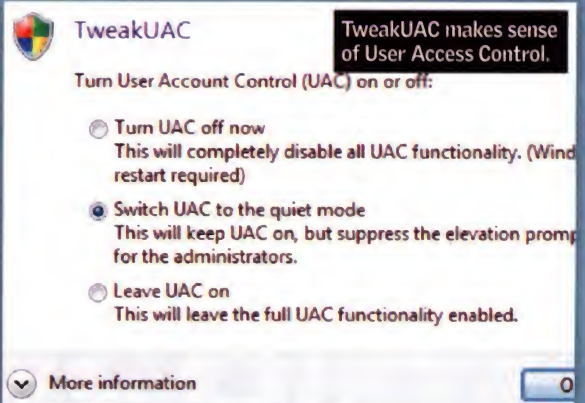 TweakUAC
TweakUAC makes sense
of User Access Control.
Turn User Account Control (UAC) on or off:
Turn UAC off now
This will completely disable all UAC functionality. (Wind
restart required)
Switch UAC to the quiet mode
This will keep UAC on, but suppress the elevation promp
for the administrators.
Leave UAC on
This will leave the full UAC functionality enabled.
More information
O